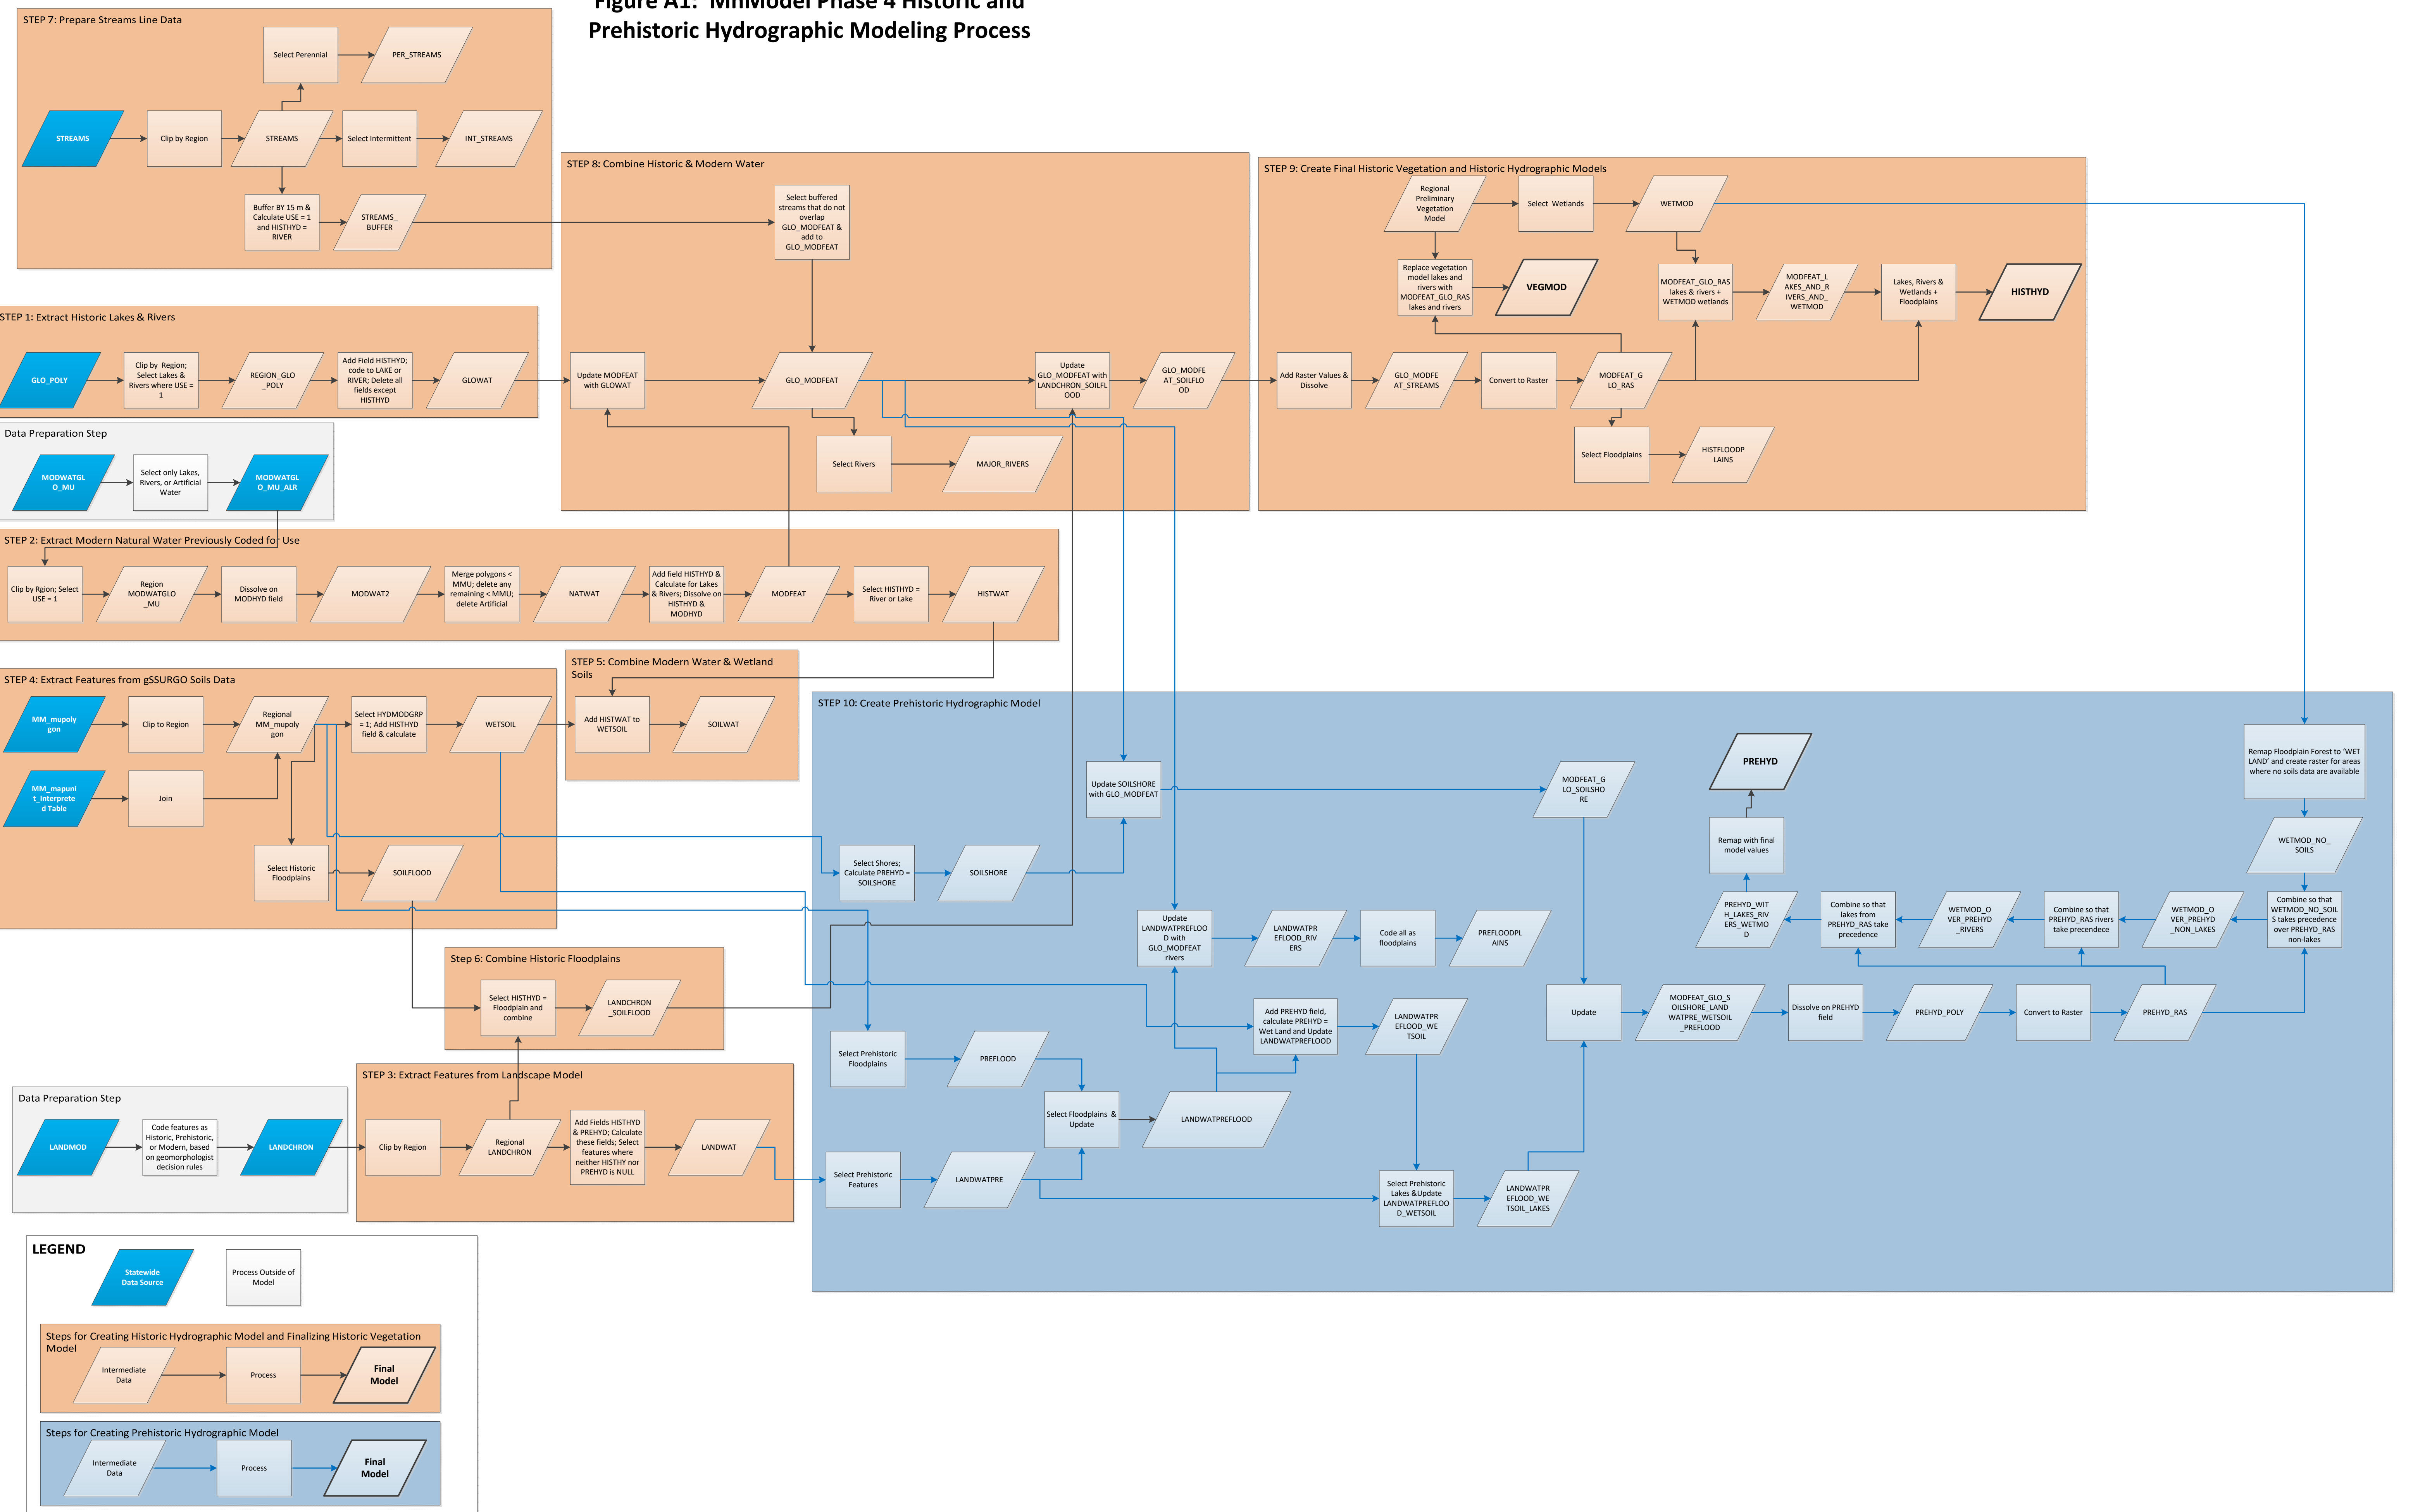 Figure A1: MnModel Phase 4 Historic and
Prehistoric Hydrographic Modeling Process
STEP 7: Prepare Streams Line Data
Select Perennial
PER_STREAMS
STREAMS
Clip by Region
STREAMS
Select Intermittent
INT_STREAMS
Buffer BY 15 m &
Calculate USE = 1
and HISTHYD =
RIVER
STREAMS_
BUFFER
STEP 1: Extract Historic Lakes & Rivers
GLO_POLY
Clip by Region;
Select Lakes &
Rivers where USE =
1
REGION_GLO
_POLY
Add Field HISTHYD;
code to LAKE or
RIVER; Delete all
fields except
HISTHYD
GLOWAT
Data Preparation Step
MODWATGL
O_MU
Select only Lakes,
Rivers, or Artificial
Water
MODWATGL
O_MU_ALR
STEP 8: Combine Historic & Modern Water
Select buffered
streams that do not
overlap
GLO_MODFEAT &
add to
GLO_MODFEAT
Update MODFEAT
with GLOWAT
GLO_MODFEAT
Update
GLO_MODFEAT with
LANDCHRON_SOILFL
OOD
GLO_MODFE
AT_SOILFLO
OD
Select Rivers
MAJOR_RIVERS
STEP 9: Create Final Historic Vegetation and Historic Hydrographic Models
Regional
Preliminary
Vegetation
Model
Select Wetlands
WETMOD
Replace vegetation
model lakes and
rivers with
MODFEAT_GLO_RAS
lakes and rivers
VEGMOD
MODFEAT_GLO_RAS
lakes & rivers +
WETMOD wetlands
MODFEAT_L
AKES_AND_R
IVERS_AND_
WETMOD
Lakes, Rivers &
Wetlands +
Floodplains
HISTHYD
Add Raster Values &
Dissolve
GLO_MODFE
AT_STREAMS
Convert to Raster
MODFEAT_G
LO_RAS
Select Floodplains
HISTFLOODP
LAINS
STEP 2: Extract Modern Natural Water Previously Coded for Use
Clip by Rgion; Select
USE = 1
Region
MODWATGLO
_MU
Dissolve on
MODHYD field
MODWAT2
Merge polygons <
MMU; delete any
remaining < MMU;
delete Artificial
NATWAT
Add field HISTHYD &
Calculate for Lakes
& Rivers; Dissolve on
HISTHYD &
MODHYD
MODFEAT
Select HISTHYD =
River or Lake
HISTWAT
STEP 4: Extract Features from gSSURGO Soils Data
MM_mupoly
gon
Clip to Region
Regional
MM_mupoly
gon
Select HYDMODGRP
= 1; Add HISTHYD
field & calculate
WETSOIL
MM_mapuni
t_Interprete
d Table
Join
Select Historic
Floodplains
SOILFLOOD
STEP 5: Combine Modern Water & Wetland
Soils
Add HISTWAT to
WETSOIL
SOILWAT
Step 6: Combine Historic Floodplains
Select HISTHYD =
Floodplain and
combine
LANDCHRON
_SOILFLOOD
STEP 3: Extract Features from Landscape Model
Clip by Region
Regional
LANDCHRON
Add Fields HISTHYD
& PREHYD; Calculate
these fields; Select
features where
neither HISTHY nor
PREHYD is NULL
LANDWAT
Data Preparation Step
LANDMOD
Code features as
Historic, Prehistoric,
or Modern, based
on geomorphologist
decision rules
LANDCHRON
STEP 10: Create Prehistoric Hydrographic Model
Update SOILSHORE
with GLO_MODFEAT
MODFEAT_G
LO_SOILSHO
RE
PREHYD
Remap Floodplain Forest to ‘WET
LAND’ and create raster for areas
where no soils data are available
Select Shores;
Calculate PREHYD =
SOILSHORE
SOILSHORE
Remap with final
model values
WETMOD_NO_
SOILS
Update
LANDWATPREFLOO
D with
GLO_MODFEAT
rivers
LANDWATPR
EFLOOD_RIV
ERS
Code all as
floodplains
PREFLOODPL
AINS
PREHYD_WIT
H_LAKES_RIV
ERS_WETMO
D
Combine so that
lakes from
PREHYD_RAS take
precedence
WETMOD_O
VER_PREHYD
_RIVERS
Combine so that
PREHYD_RAS rivers
take precendece
WETMOD_O
VER_PREHYD
_NON_LAKES
Combine so that
WETMOD_NO_SOIL
S takes precedence
over PREHYD_RAS
non-lakes
Select Prehistoric
Floodplains
PREFLOOD
Add PREHYD field,
calculate PREHYD =
Wet Land and Update
LANDWATPREFLOOD
LANDWATPR
EFLOOD_WE
TSOIL
Update
MODFEAT_GLO_S
OILSHORE_LAND
WATPRE_WETSOIL
_PREFLOOD
Dissolve on PREHYD
field
PREHYD_POLY
Convert to Raster
PREHYD_RAS
Select Floodplains &
Update
LANDWATPREFLOOD
Select Prehistoric
Features
LANDWATPRE
Select Prehistoric
Lakes &Update
LANDWATPREFLOO
D_WETSOIL
LANDWATPR
EFLOOD_WE
TSOIL_LAKES
LEGEND
Statewide
Data Source
Process Outside of
Model
Steps for Creating Historic Hydrographic Model and Finalizing Historic Vegetation
Model
Intermediate
Data
Process
Final
Model
Steps for Creating Prehistoric Hydrographic Model
Intermediate
Data
Process
Final
Model